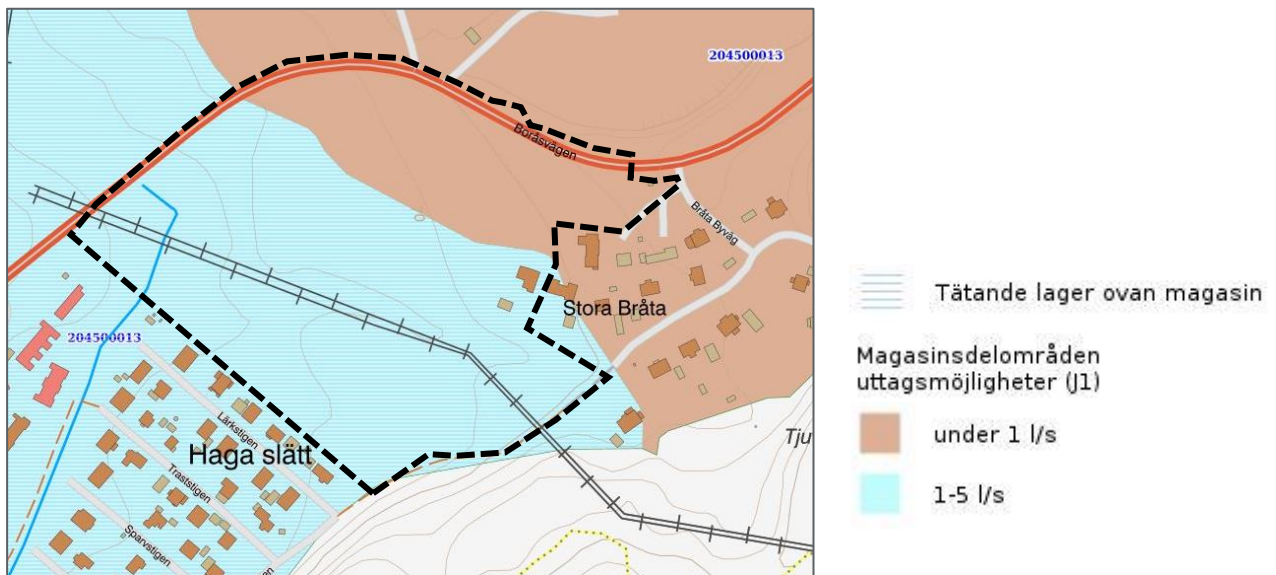 204500013
Boråsvägen
Bråta Byväg
Stora Bråta
204500013
Lärkstigen
Haga slätt
Traststigen
Sparvstigen
en
Tju
Tätande lager ovan magasin
Magasinsdelområden
uttagsmöjligheter (J1)
under 1 l/s
1-5 l/s